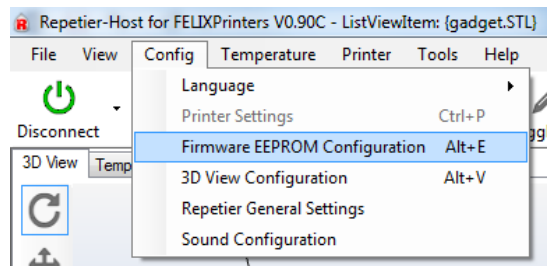 Repetier-Host for FELIXPrinters V0.90C - ListViewItem: {gadget.STL}
File View Config Temperature Printer Tools Help
Language
Printer Settings Ctrl+P
Disconnect
Firmware EEPROM Configuration Alt+E
3D View Temp
3D View Configuration Alt+V
Repetier General Settings
Sound Configuration